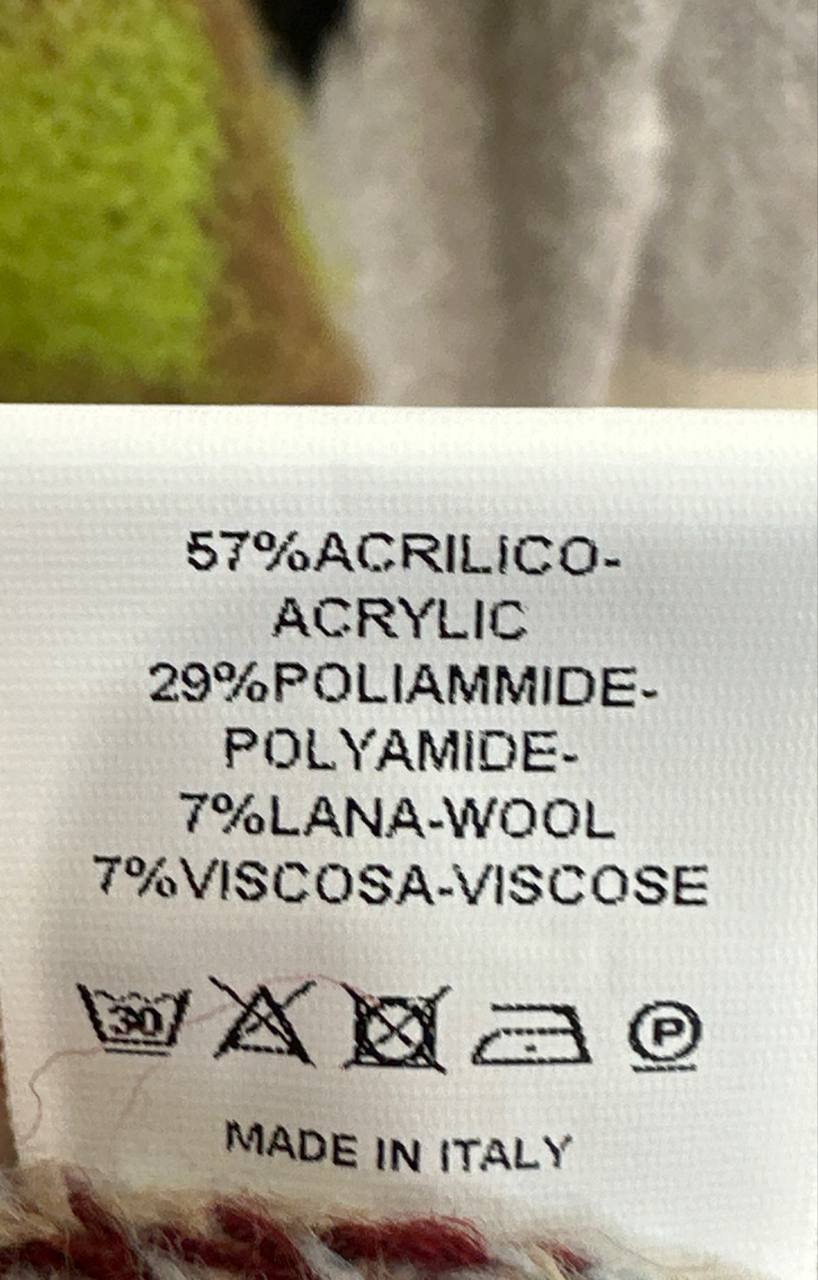 57%ACRILICO-
ACRYLIC
29%POLIAMMIDE-
POLYAMIDE-
7%LANA-WOOL
7%VISCOSA-VISCOSE
30 P
MADE IN ITALY